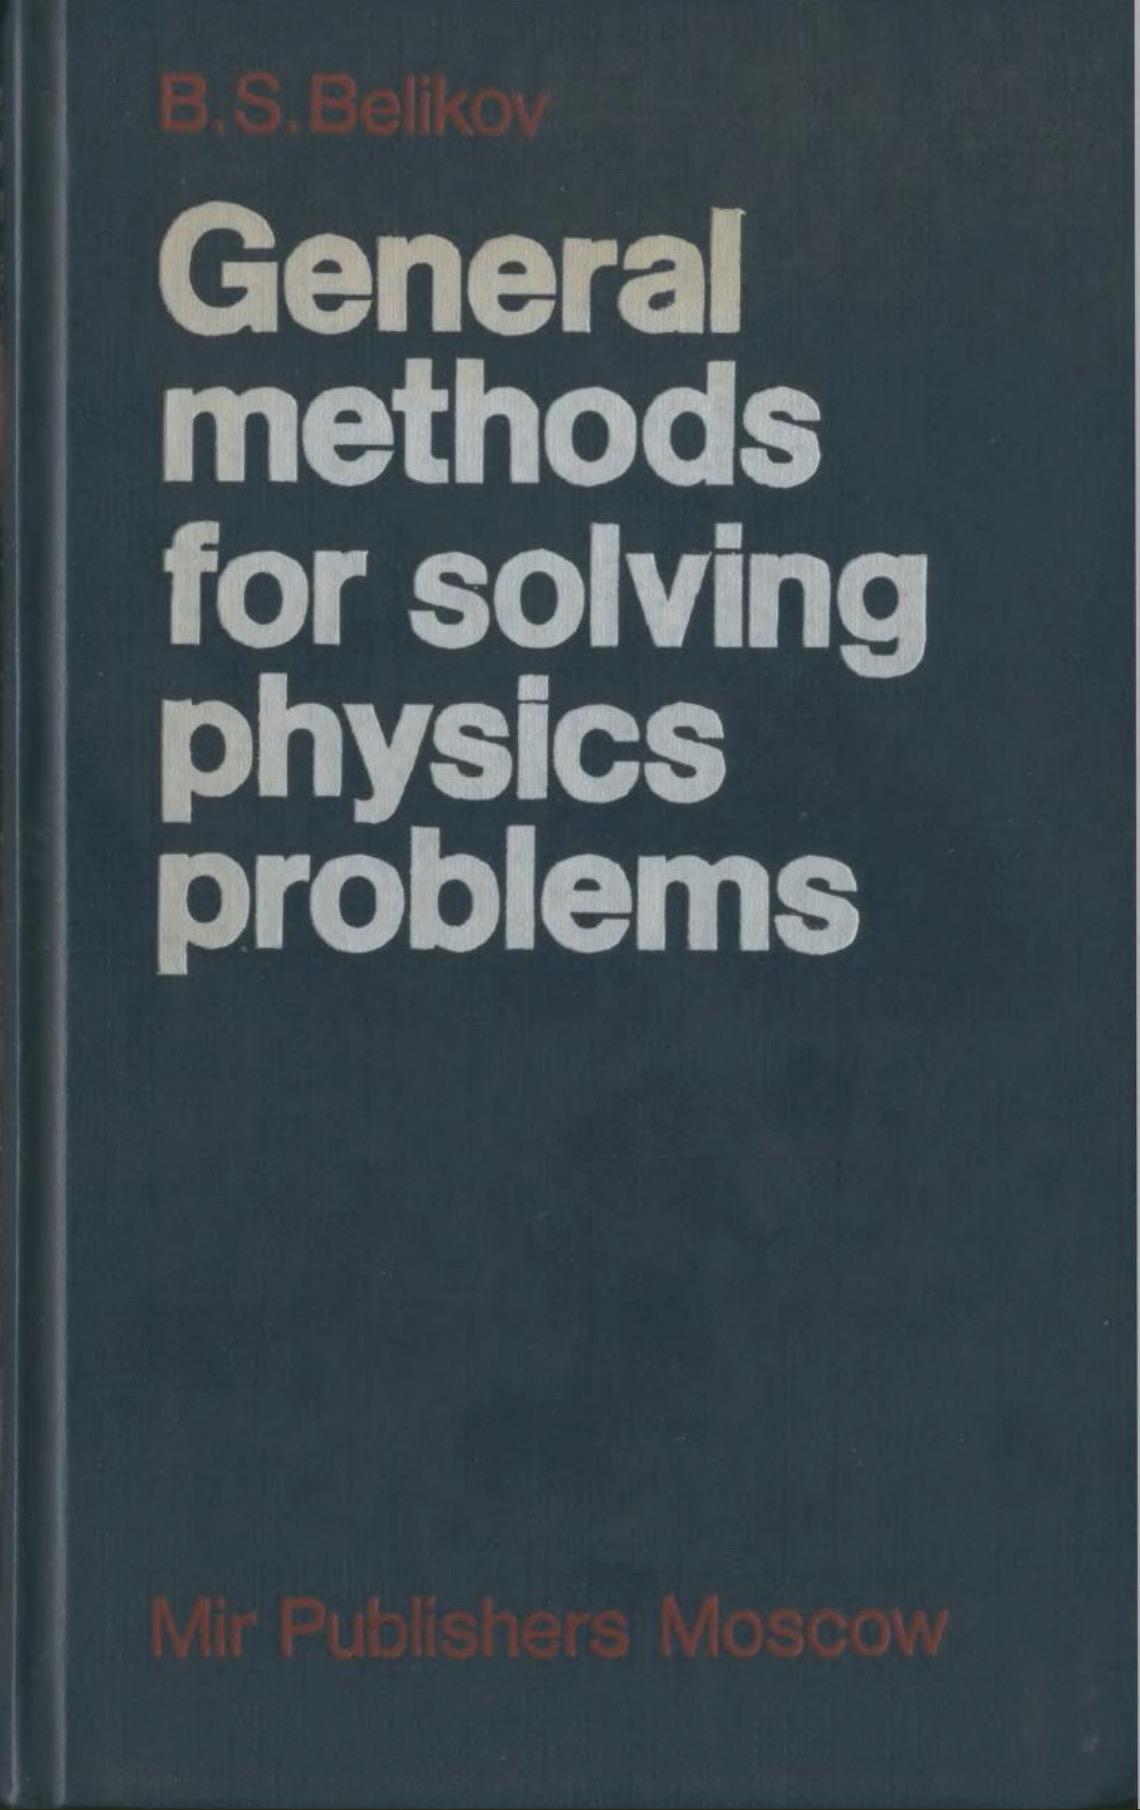 B.S.Belikov
General
methods
for solving
physics
problems
Mir Publishers Moscow